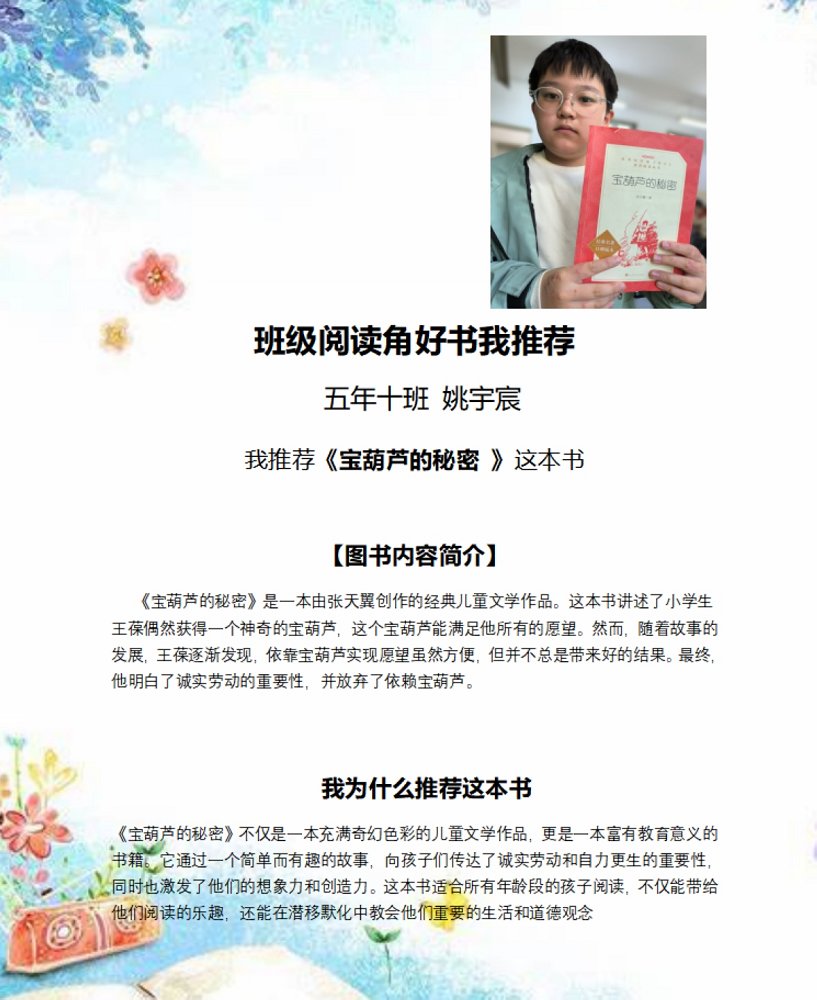 宝葫芦的秘密
班级阅读角好书我推荐
五年十班 姚宇宸
我推荐《宝葫芦的秘密 》这本书
【图书内容简介】
《宝葫芦的秘密》是一本由张天翼创作的经典儿童文学作品。这本书讲述了小学生
王葆偶然获得一个神奇的宝葫芦，这个宝葫芦能满足他所有的愿望。然而，随着故事的
发展，王葆逐渐发现，依靠宝葫芦实现愿望虽然方便，但并不总是带来好的结果。最终，
他明白了诚实劳动的重要性，并放弃了依赖宝葫芦。
我为什么推荐这本书
《宝葫芦的秘密》不仅是一本充满奇幻色彩的儿童文学作品，更是一本富有教育意义的
书籍。它通过一个简单而有趣的故事，向孩子们传达了诚实劳动和自力更生的重要性，
同时也激发了他们的想象力和创造力。这本书适合所有年龄段的孩子阅读，不仅能带给
他们阅读的乐趣，还能在潜移默化中教会他们重要的生活和道德观念